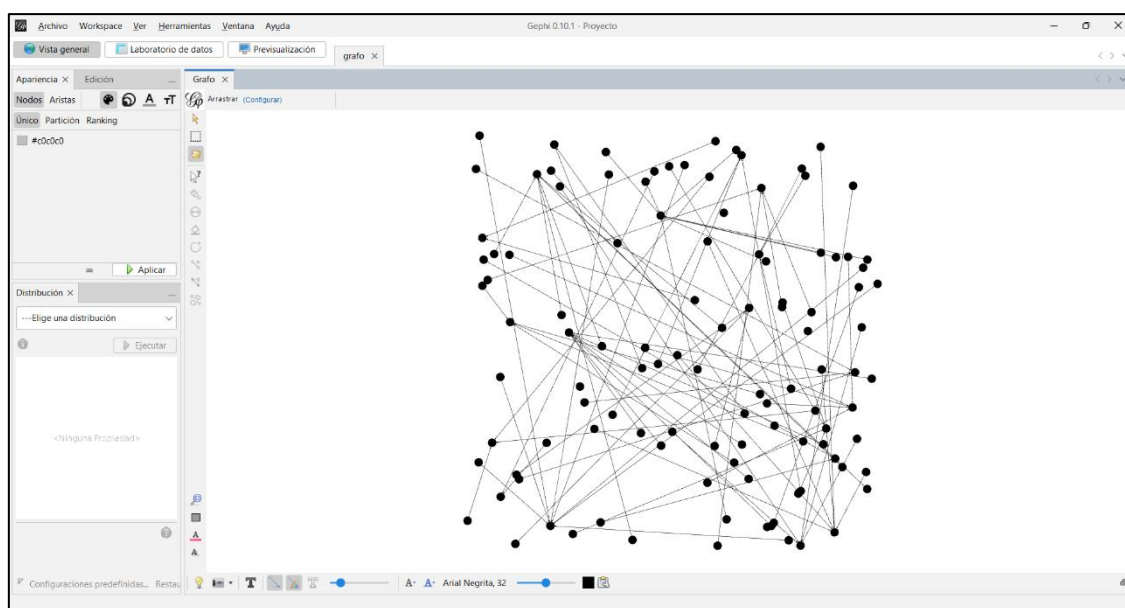 Archivo Workspace Ver Herramientas Ventana Ayuda
Gephi 0.10.1 - Proyecto
Vista general Laboratorio de datos Previsualización
grafo ×
Apariencia × Edición
Grafo ×
Nodos Aristas
Arrastrar (Configurar)
Único Partición Ranking
#c0c0c0
Aplicar
Distribución ×
---Elige una distribución
Ejecutar
<Ninguna Propiedad>
Configuraciones predefinidas... Restau
Arial Negrita, 32